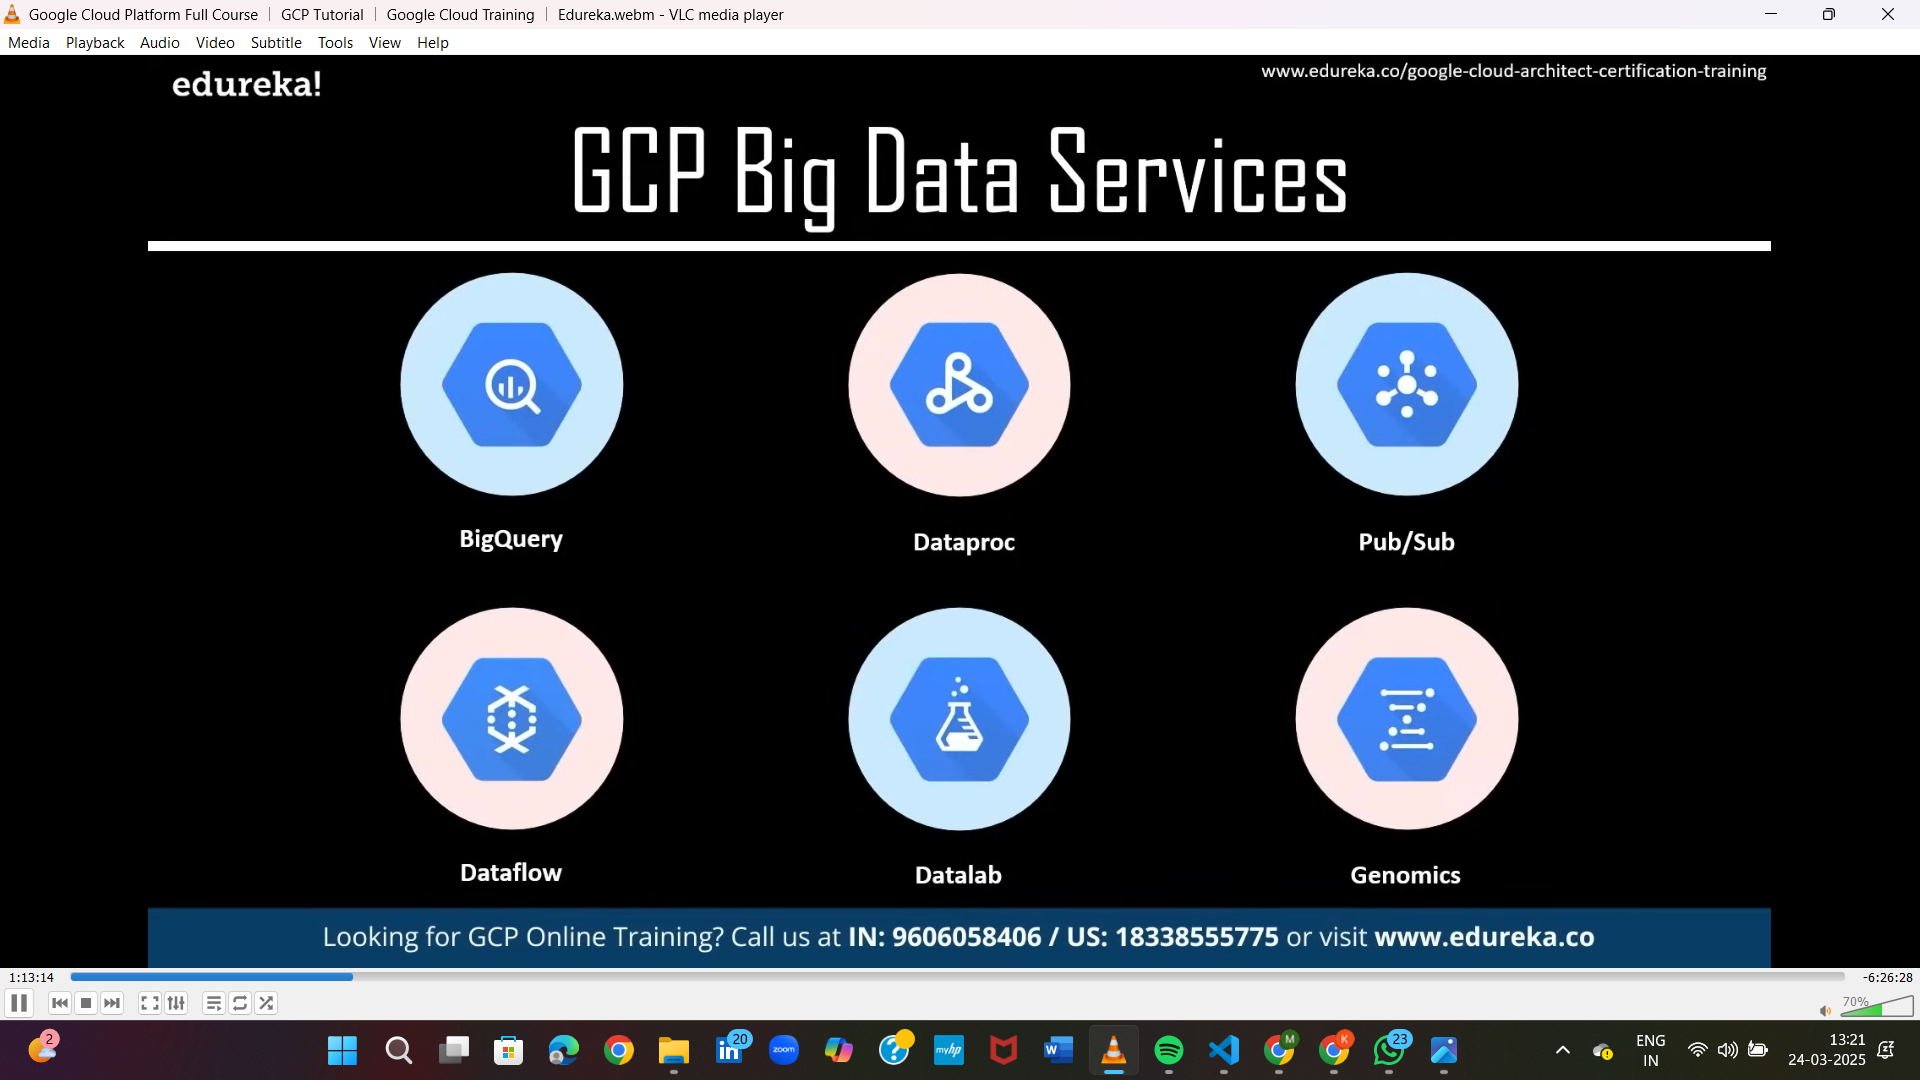 Google Cloud Platform Full Course | GCP Tutorial | Google Cloud Training | Edureka.webm - VLC media player
Media Playback Audio Video Subtitle Tools View Help
edureka!
www.edureka.co/google-cloud-architect-certification-training
GCP Big Data Services
BigQuery Dataproc Pub/Sub
Dataflow Datalab Genomics
Looking for GCP Online Training? Call us at IN: 9606058406 / US: 18338555775 or visit www.edureka.co
1:13:14 -6:26:28
70%
2 20 zoom myhp W M K 23 ENG IN 13:21
24-03-2025